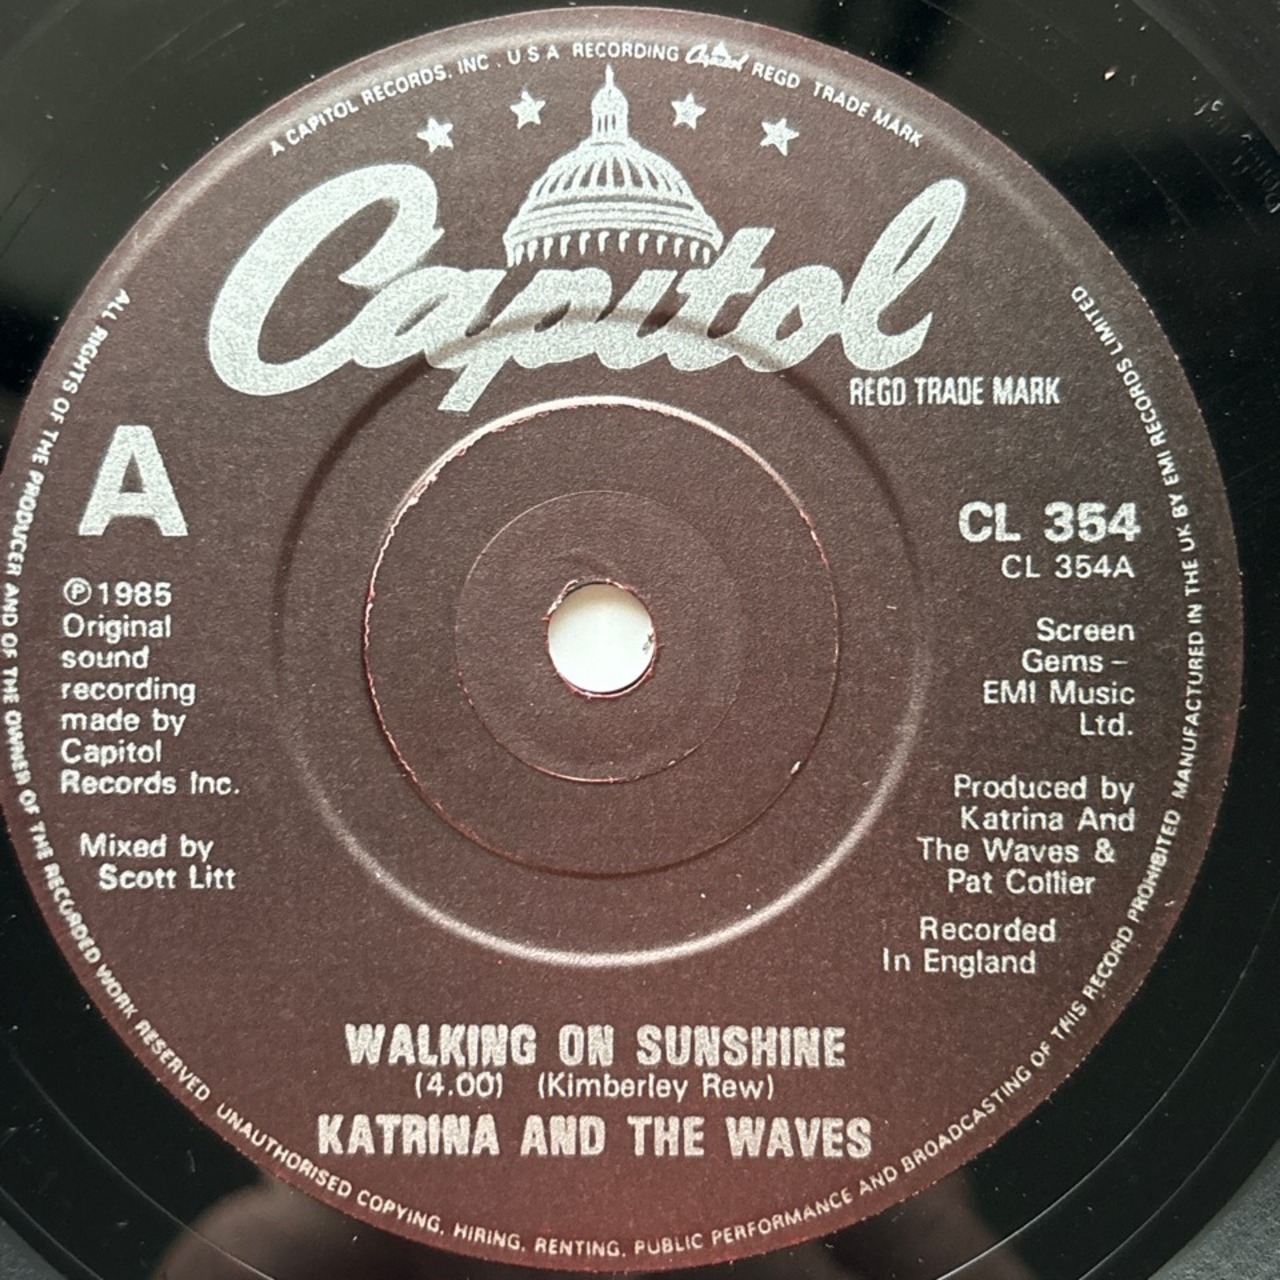 A CAPITOL RECORDS, INC. U S A RECORDING Capitol REGD TRADE MARK
Capitol
REGD TRADE MARK
A
℗1985
Original
sound
recording
made by
Capitol
Records Inc.
Mixed by
Scott Litt
CL 354
CL 354A
Screen
Gems –
EMI Music
Ltd.
Produced by
Katrina And
The Waves &
Pat Collier
Recorded
In England
WALKING ON SUNSHINE
(4.00) (Kimberley Rew)
KATRINA AND THE WAVES
ALL RIGHTS OF THE PRODUCER AND OF THE OWNER OF THE RECORDED WORK RESERVED UNAUTHORISED COPYING, HIRING, RENTING, PUBLIC PERFORMANCE AND BROADCASTING OF THIS RECORD PROHIBITED MANUFACTURED IN THE UK BY EMI RECORDS LIMITED